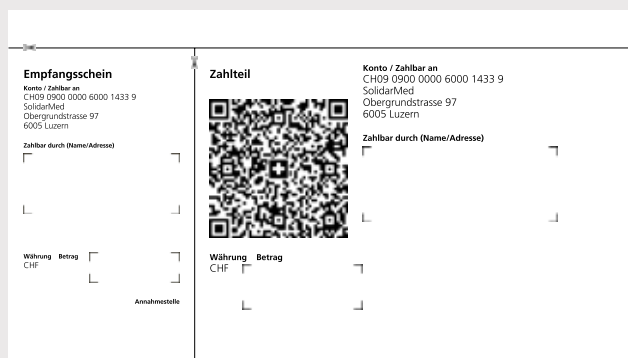 Empfangsschein
Konto / Zahlbar an
CH09 0900 0000 6000 1433 9
SolidarMed
Obergrundstrasse 97
6005 Luzern
Zahlbar durch (Name/Adresse)
Währung Betrag
CHF
Annahmestelle
Zahlteil
Währung Betrag
CHF
Konto / Zahlbar an
CH09 0900 0000 6000 1433 9
SolidarMed
Obergrundstrasse 97
6005 Luzern
Zahlbar durch (Name/Adresse)